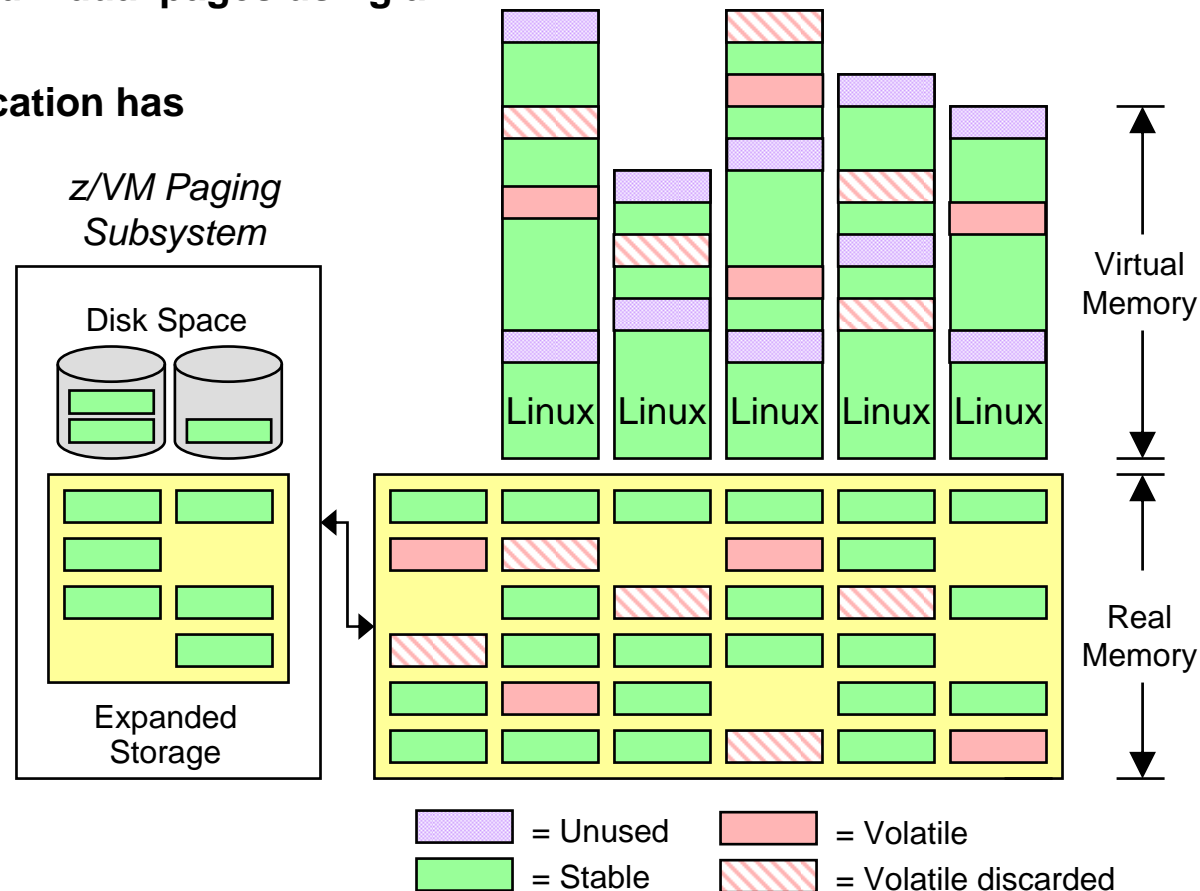 cation has
z/VM Paging
Subsystem
Disk Space
Expanded
Storage
Linux Linux Linux Linux Linux
Virtual
Memory
Real
Memory
= Unused
= Volatile
= Stable
= Volatile discarded